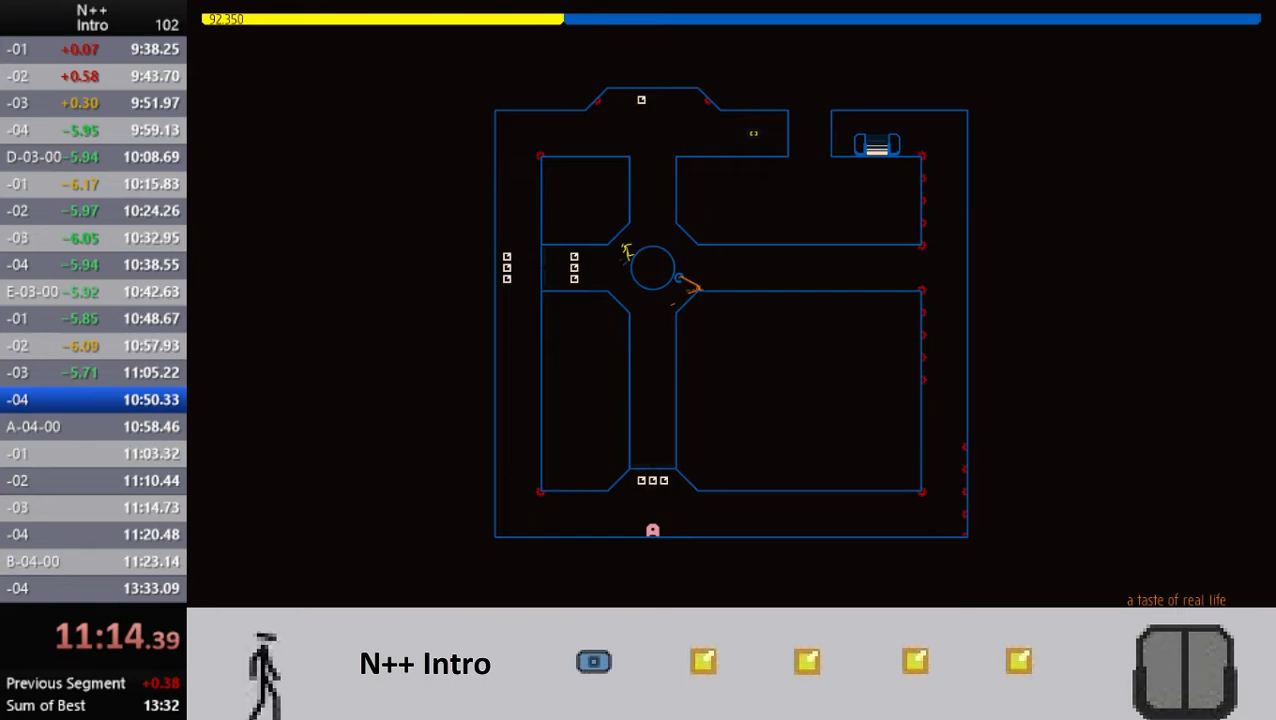 N++
Intro 102
-01 +0.07 9:38.25
-02 +0.58 9:43.70
-03 +0.30 9:51.97
-04 -5.95 9:59.13
D-03-00 -5.94 10:08.69
-01 -6.17 10:15.83
-02 -5.97 10:24.26
-03 -6.05 10:32.95
-04 -5.94 10:38.55
E-03-00 -5.92 10:42.63
-01 -5.85 10:48.67
-02 -6.09 10:57.93
-03 -5.71 11:05.22
-04 10:50.33
A-04-00 10:58.46
-01 11:03.32
-02 11:10.44
-03 11:14.73
-04 11:20.48
B-04-00 11:23.14
-04 13:33.09
11:14.39
Previous Segment +0.38
Sum of Best 13:32
92.350
a taste of real life
N++ Intro